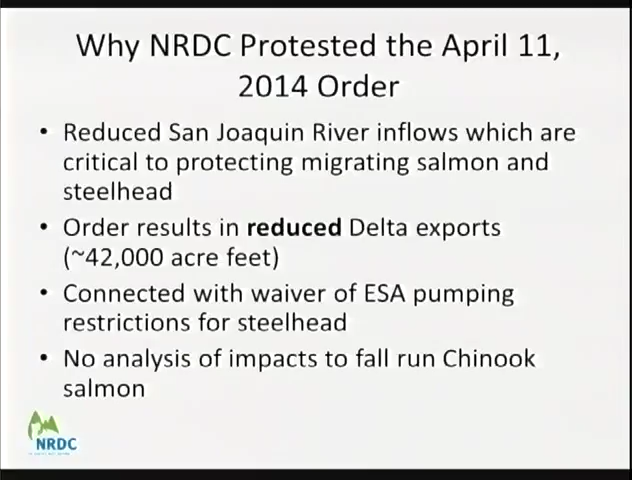 Why NRDC Protested the April 11,
2014 Order
• Reduced San Joaquin River inflows which are
critical to protecting migrating salmon and
steelhead
• Order results in reduced Delta exports
(~42,000 acre feet)
• Connected with waiver of ESA pumping
restrictions for steelhead
• No analysis of impacts to fall run Chinook
salmon
NRDC